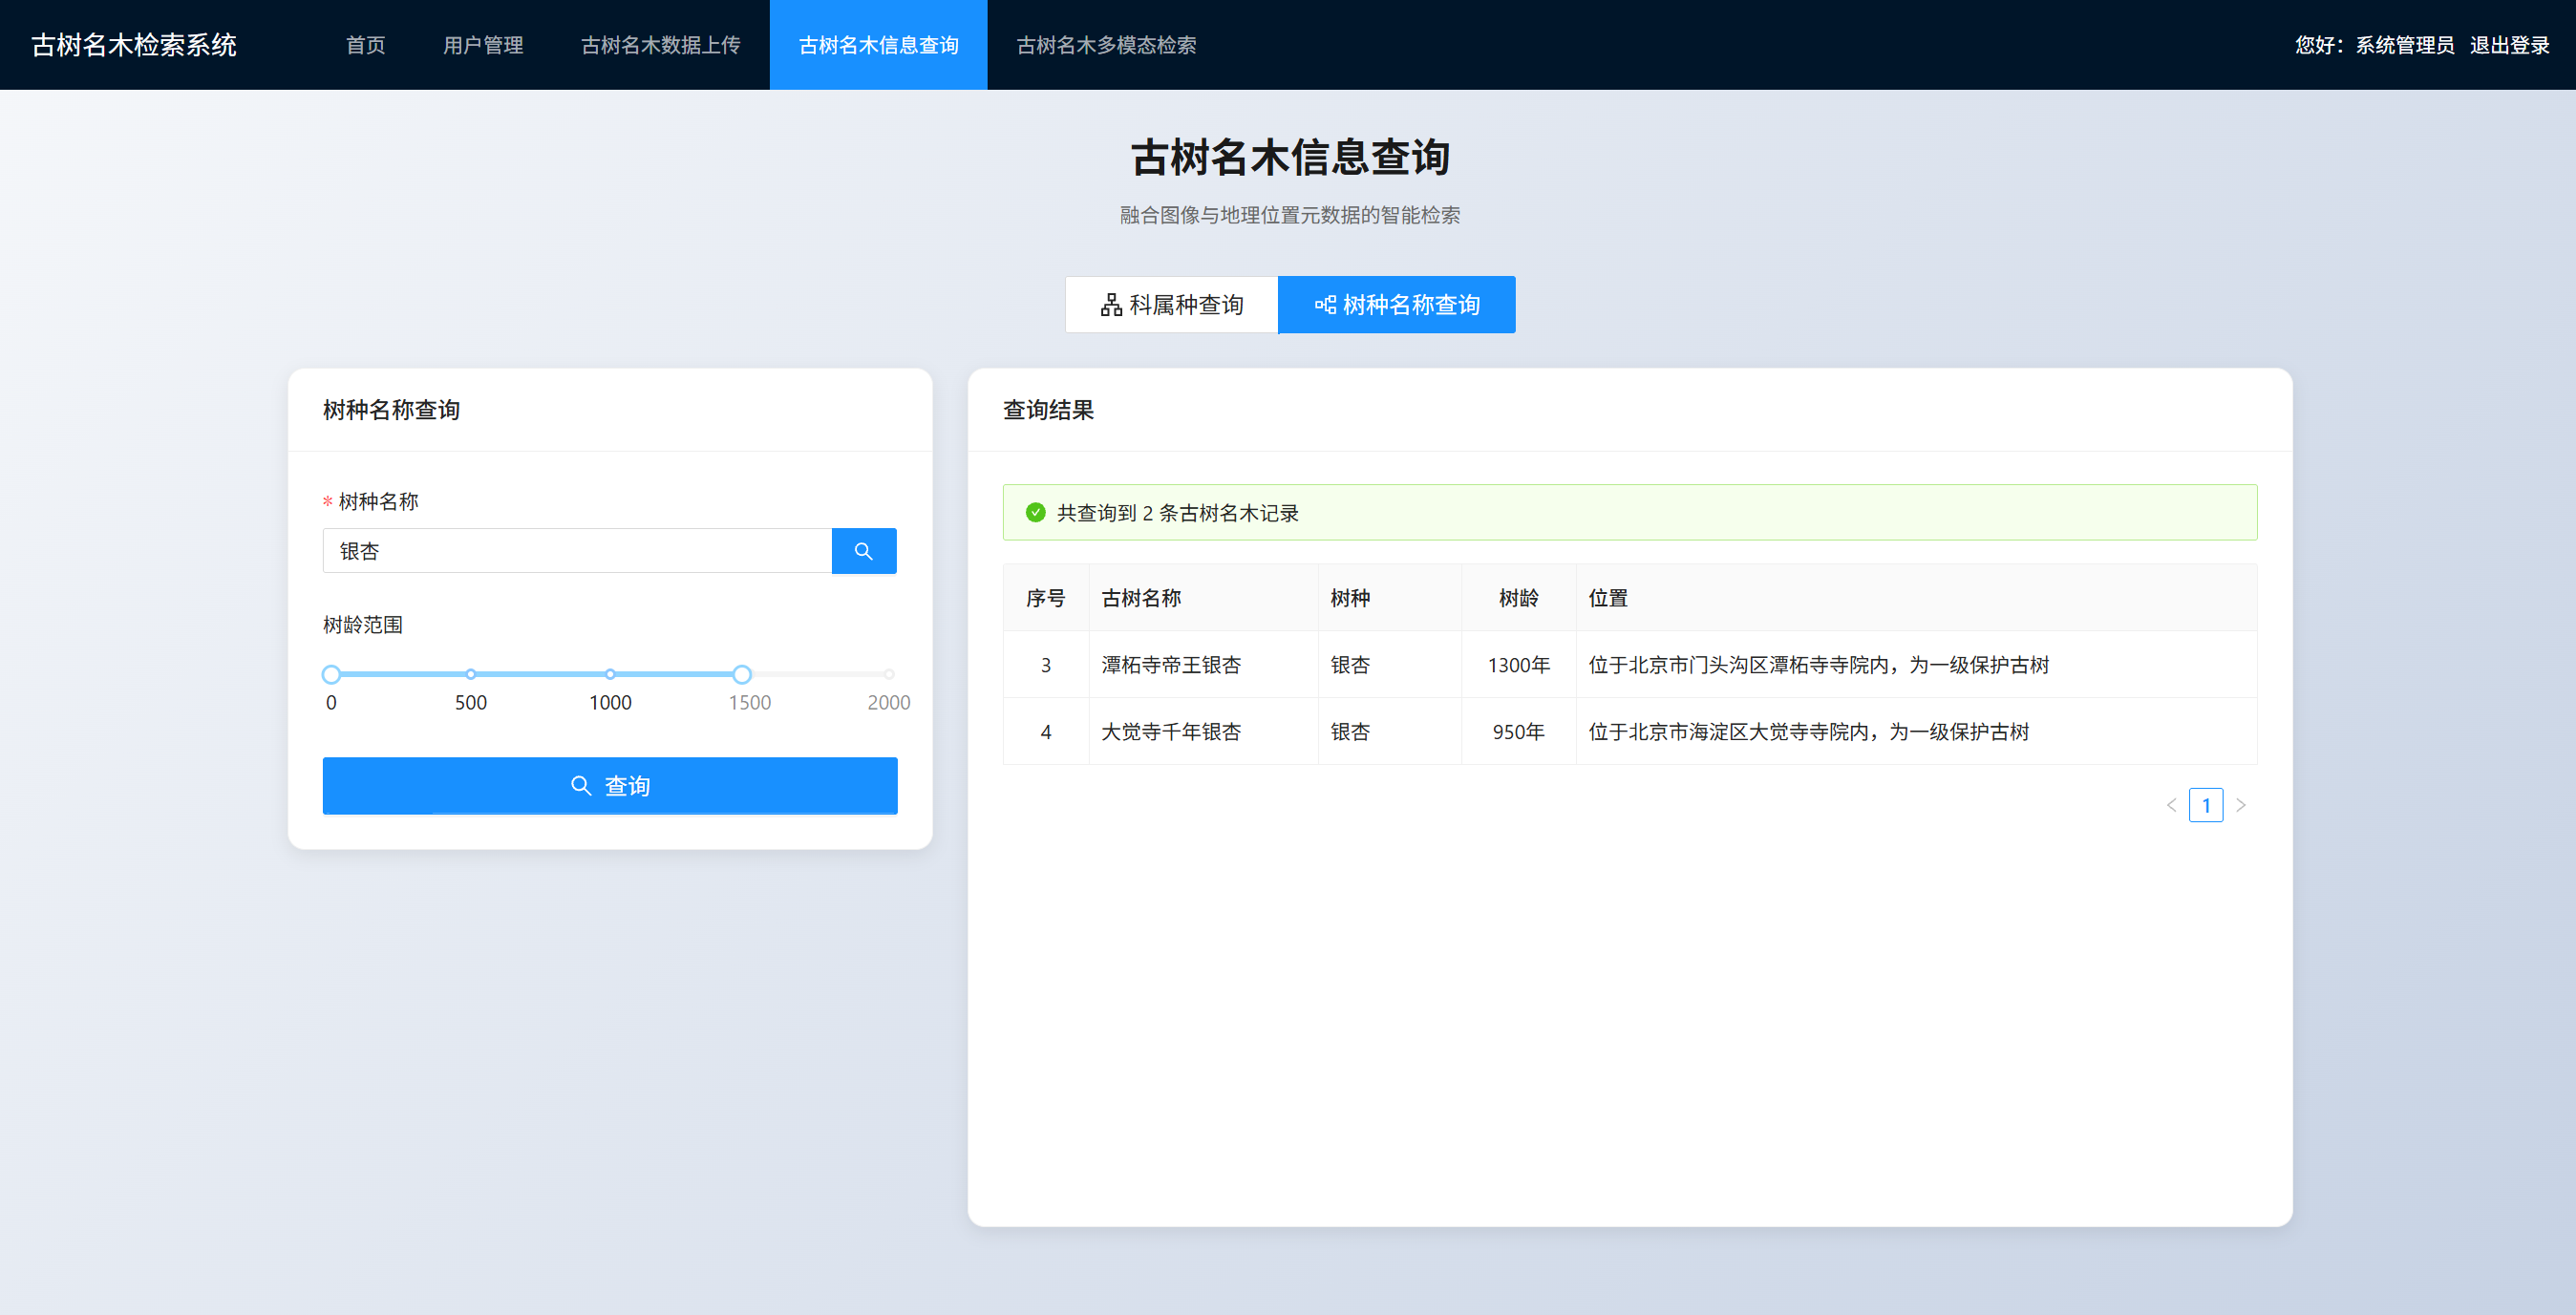 古树名木检索系统 首页 用户管理 古树名木数据上传 古树名木信息查询 古树名木多模态检索 您好：系统管理员 退出登录
古树名木信息查询
融合图像与地理位置元数据的智能检索
科属种查询 树种名称查询
树种名称查询
* 树种名称
银杏
树龄范围
0 500 1000 1500 2000
查询
查询结果
共查询到 2 条古树名木记录
序号 古树名称 树种 树龄 位置
3 潭柘寺帝王银杏 银杏 1300年 位于北京市门头沟区潭柘寺寺院内，为一级保护古树
4 大觉寺千年银杏 银杏 950年 位于北京市海淀区大觉寺寺院内，为一级保护古树
< 1 >